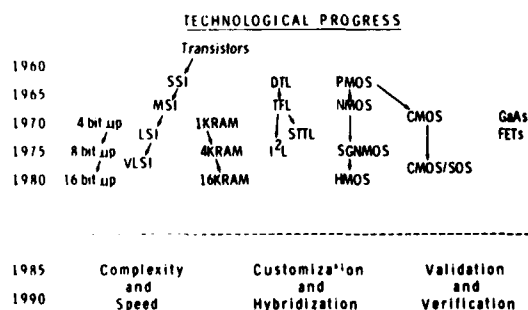 TECHNOLOGICAL PROGRESS
Transistors
1960
SSI DTL PMOS
1965
MSI TFL NMOS
CMOS GaAs
1970 4 bit μp 1KRAM FETs
LSI STTL
1975 8 bit μp 4KRAM I²L SGNMOS
VLSI CMOS/SOS
1980 16 bit μp 16KRAM HMOS
1985 Complexity Customization Validation
and and and
1990 Speed Hybridization Verification